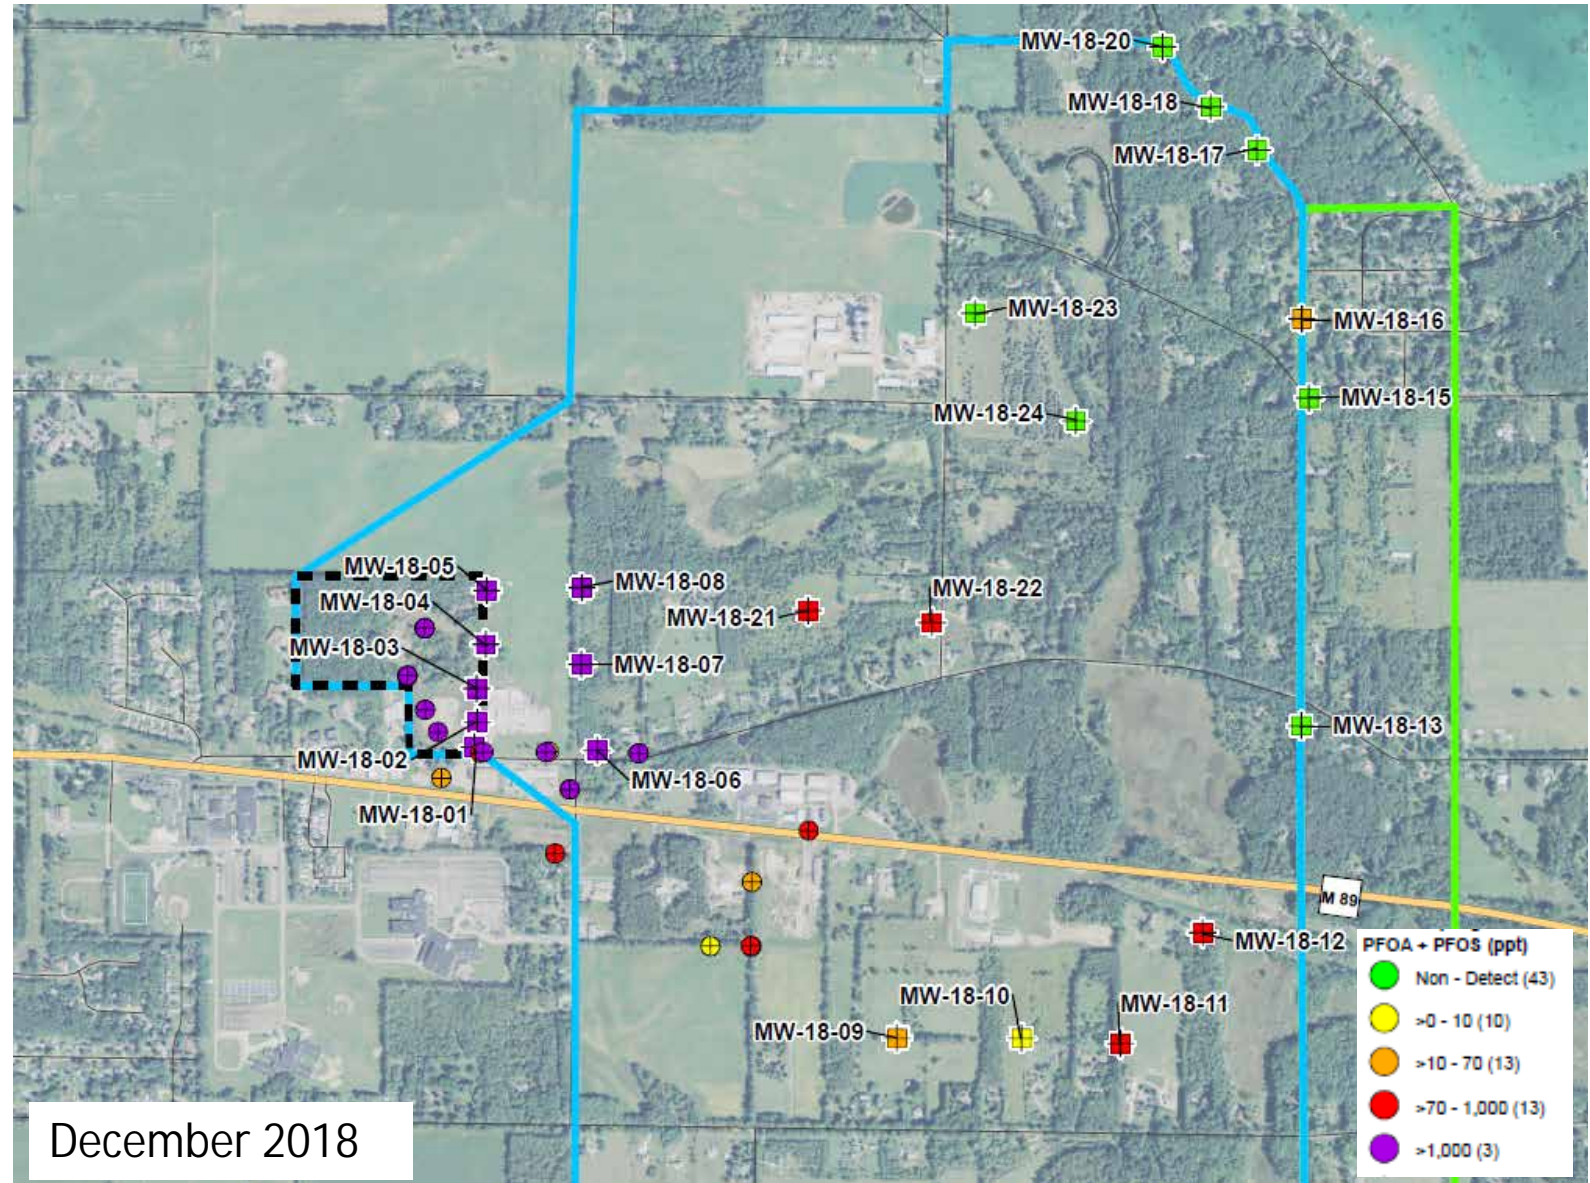 MW-18-20
MW-18-18
MW-18-17
MW-18-23
MW-18-16
MW-18-15
MW-18-24
MW-18-05
MW-18-08
MW-18-22
MW-18-04
MW-18-21
MW-18-03
MW-18-07
MW-18-13
MW-18-02
MW-18-06
MW-18-01
M 89
MW-18-12
MW-18-10
MW-18-11
MW-18-09
PFOA + PFOS (ppt)
Non - Detect (43)
>0 - 10 (10)
>10 - 70 (13)
>70 - 1,000 (13)
>1,000 (3)
December 2018